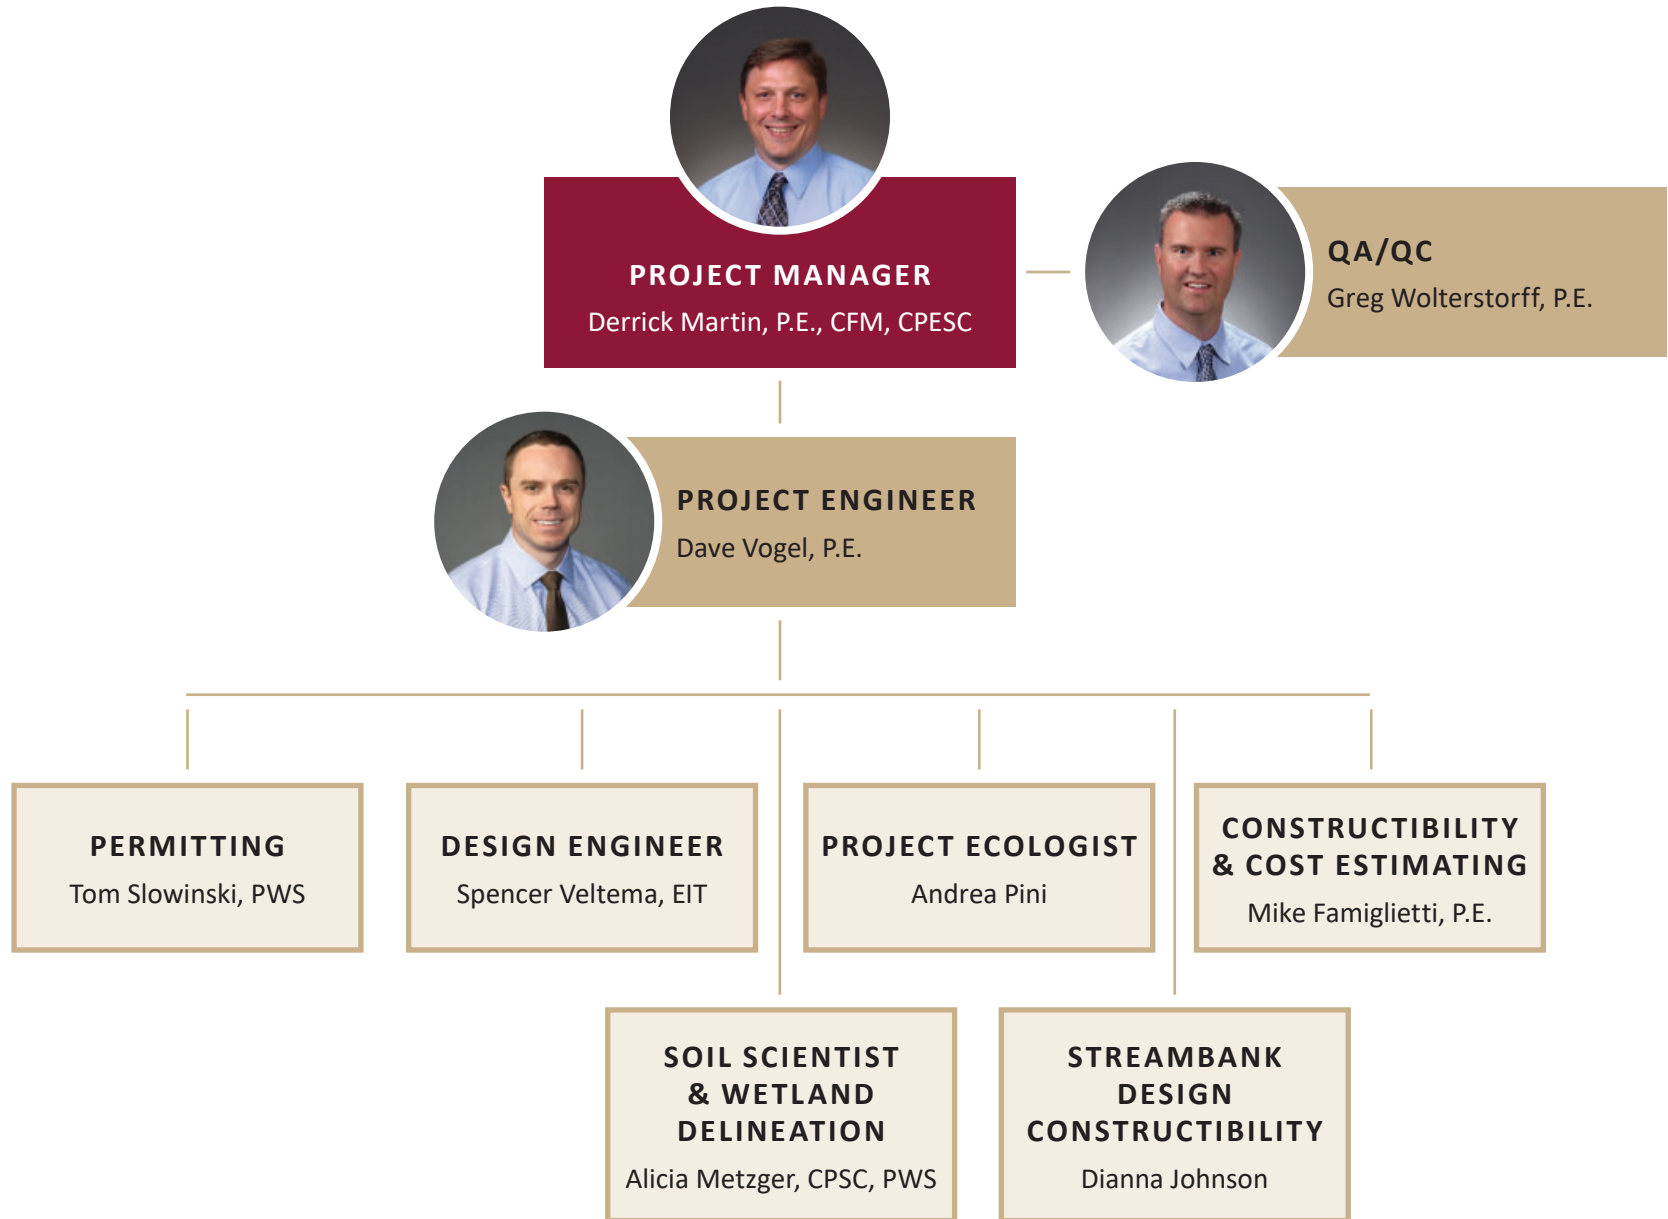 PROJECT MANAGER
Derrick Martin, P.E., CFM, CPESC
QA/QC
Greg Wolterstorff, P.E.
PROJECT ENGINEER
Dave Vogel, P.E.
PERMITTING
Tom Slowinski, PWS
DESIGN ENGINEER
Spencer Veltema, EIT
PROJECT ECOLOGIST
Andrea Pini
CONSTRUCTIBILITY
& COST ESTIMATING
Mike Famiglietti, P.E.
SOIL SCIENTIST
& WETLAND
DELINEATION
Alicia Metzger, CPSC, PWS
STREAMBANK
DESIGN
CONSTRUCTIBILITY
Dianna Johnson